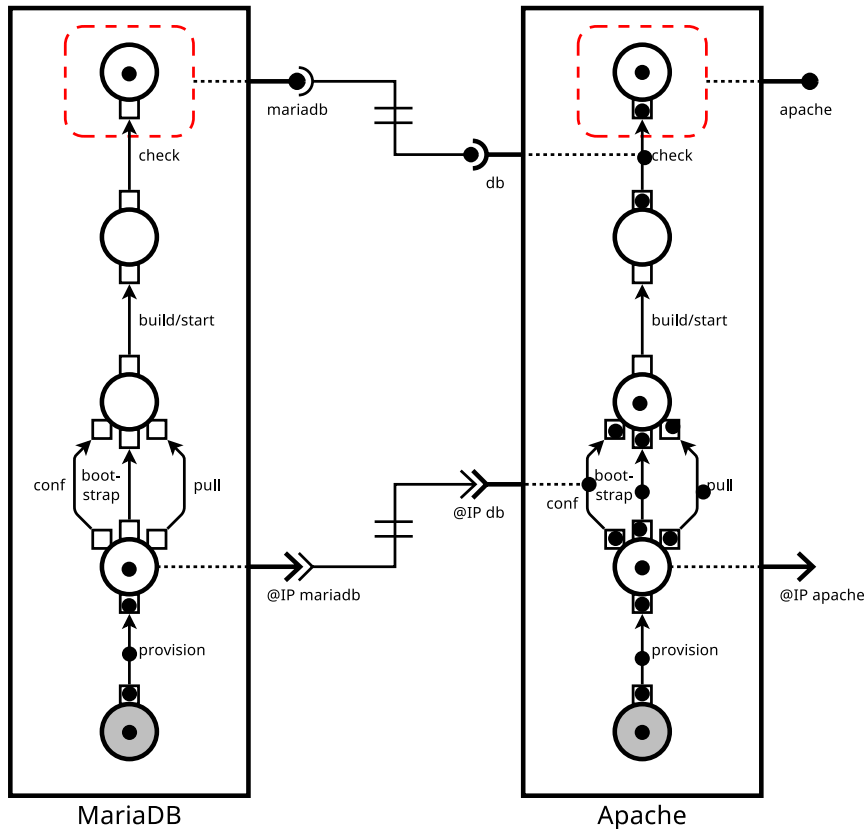 mariadb
apache
check
check
db
build/start
build/start
conf
boot-
strap
pull
@IP db
conf
boot-
strap
pull
@IP mariadb
@IP apache
provision
provision
MariaDB
Apache